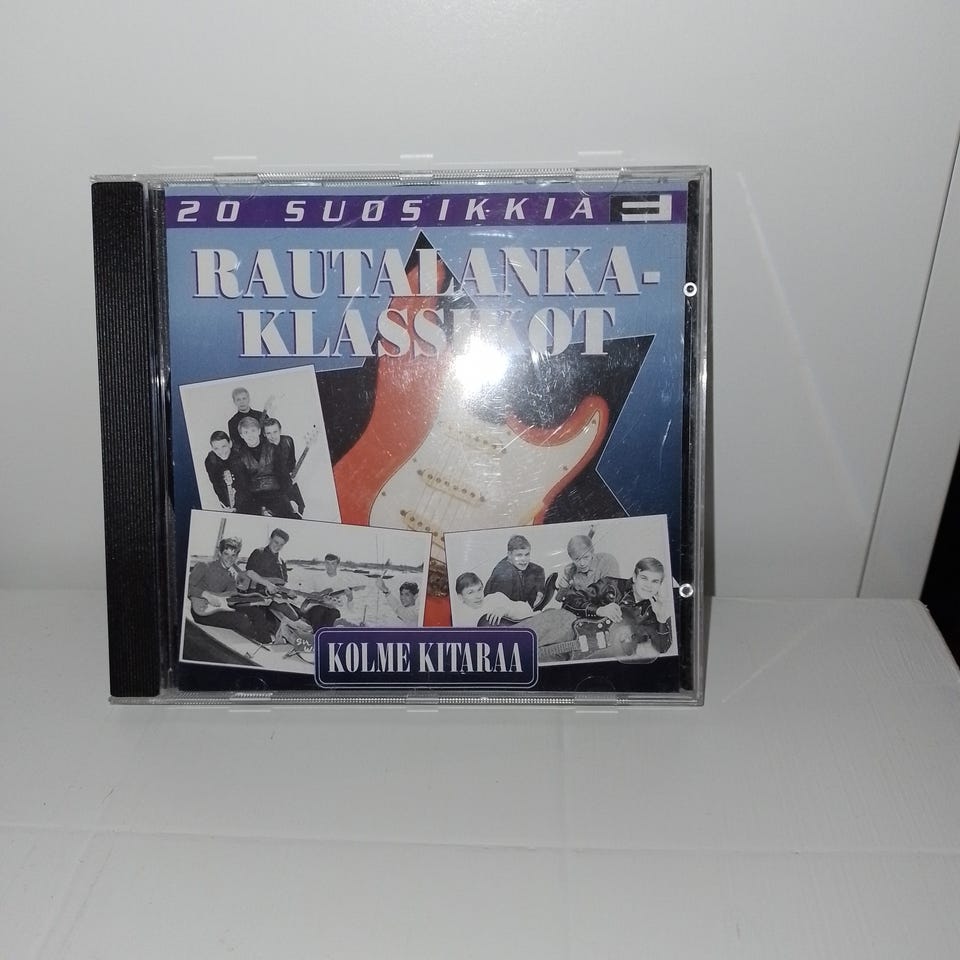 20 SUOSIKKIA
RAUTALANKA-
KLASSIKOT
KOLME KITARAA